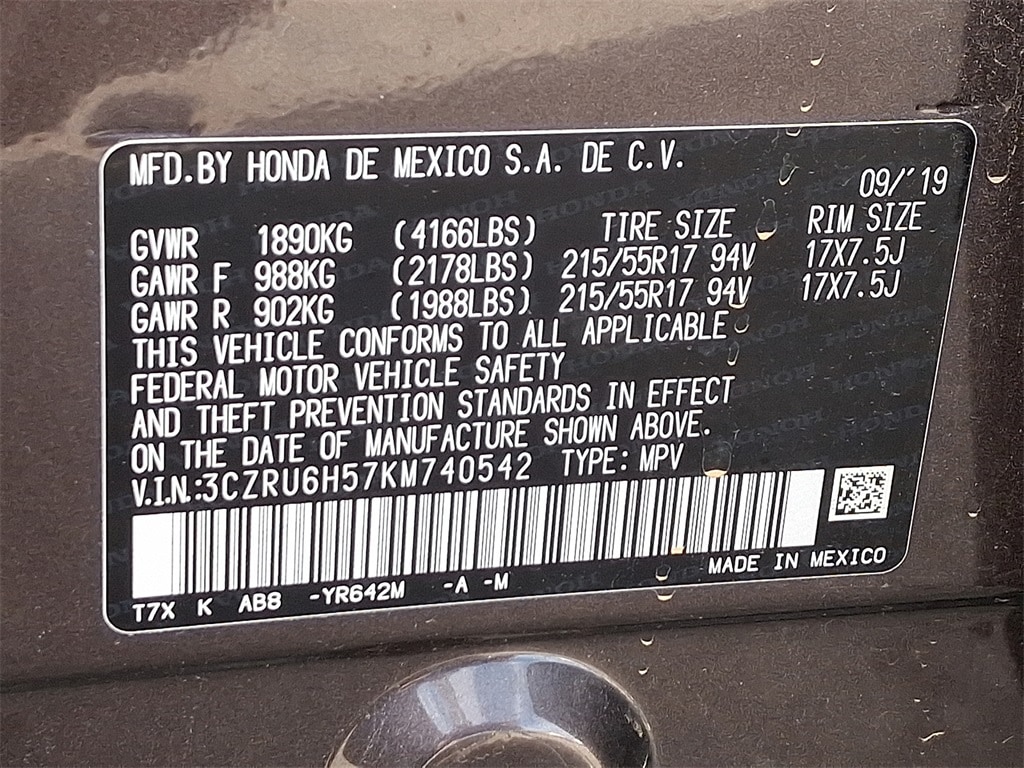 MFD.BY HONDA DE MEXICO S.A. DE C.V.
09/'19
GVWR 1890KG (4166LBS) TIRE SIZE RIM SIZE
GAWR F 988KG (2178LBS) 215/55R17 94V 17X7.5J
GAWR R 902KG (1988LBS) 215/55R17 94V 17X7.5J
THIS VEHICLE CONFORMS TO ALL APPLICABLE
FEDERAL MOTOR VEHICLE SAFETY
AND THEFT PREVENTION STANDARDS IN EFFECT
ON THE DATE OF MANUFACTURE SHOWN ABOVE.
V.I.N.:3CZRU6H57KM740542 TYPE: MPV
MADE IN MEXICO
T7X K AB8 -YR642M -A -M